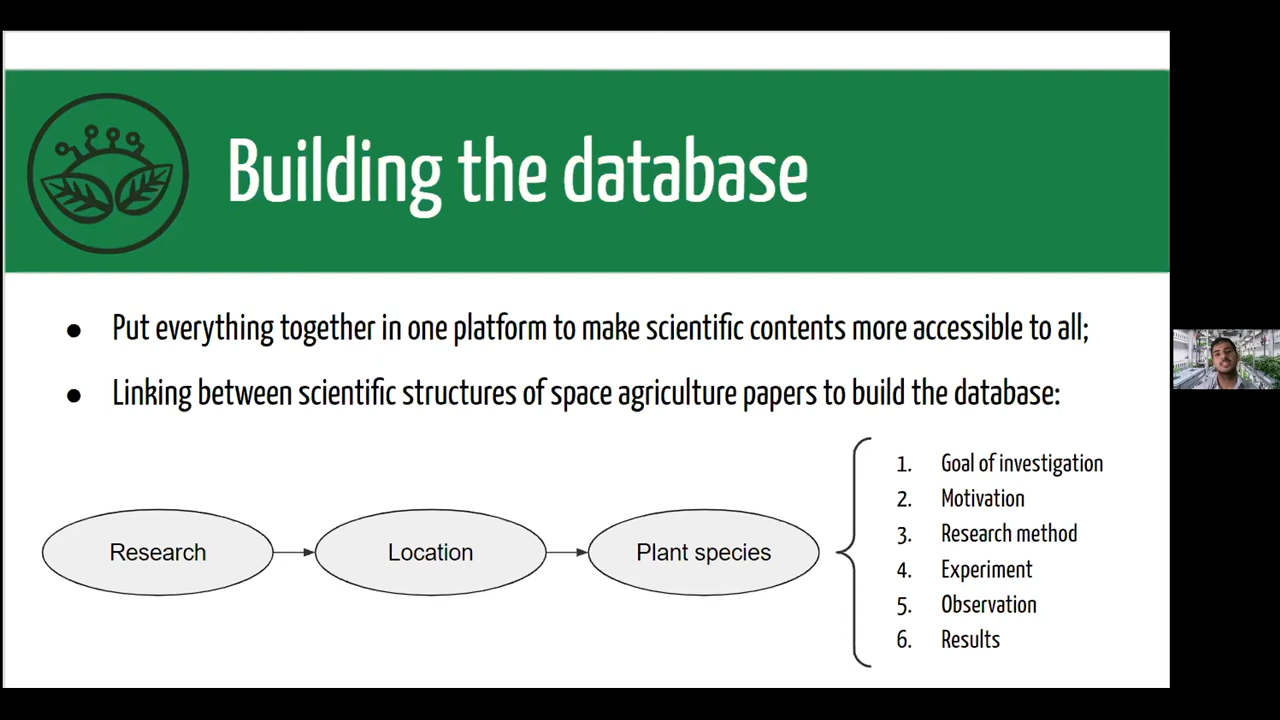 Building the database
● Put everything together in one platform to make scientific contents more accessible to all;
● Linking between scientific structures of space agriculture papers to build the database:
Research
Location
Plant species
1. Goal of investigation
2. Motivation
3. Research method
4. Experiment
5. Observation
6. Results